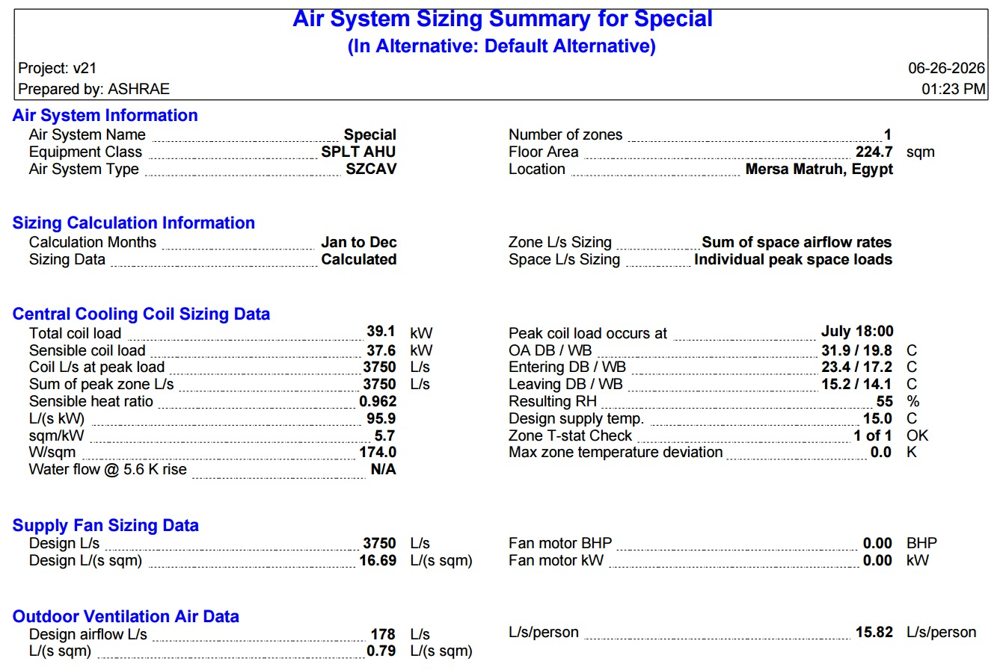 Air System Sizing Summary for Special
(In Alternative: Default Alternative)
Project: v21 06-26-2026
Prepared by: ASHRAE 01:23 PM
Air System Information
Air System Name Special Number of zones 1
Equipment Class SPLT AHU Floor Area 224.7 sqm
Air System Type SZCAV Location Mersa Matruh, Egypt
Sizing Calculation Information
Calculation Months Jan to Dec Zone L/s Sizing Sum of space airflow rates
Sizing Data Calculated Space L/s Sizing Individual peak space loads
Central Cooling Coil Sizing Data
Total coil load 39.1 kW Peak coil load occurs at July 18:00
Sensible coil load 37.6 kW OA DB / WB 31.9 / 19.8 C
Coil L/s at peak load 3750 L/s Entering DB / WB 23.4 / 17.2 C
Sum of peak zone L/s 3750 L/s Leaving DB / WB 15.2 / 14.1 C
Sensible heat ratio 0.962 Resulting RH 55 %
L/(s kW) 95.9 Design supply temp. 15.0 C
sqm/kW 5.7 Zone T-stat Check 1 of 1 OK
W/sqm 174.0 Max zone temperature deviation 0.0 K
Water flow @ 5.6 K rise N/A
Supply Fan Sizing Data
Design L/s 3750 L/s Fan motor BHP 0.00 BHP
Design L/(s sqm) 16.69 L/(s sqm) Fan motor kW 0.00 kW
Outdoor Ventilation Air Data
Design airflow L/s 178 L/s L/s/person 15.82 L/s/person
L/(s sqm) 0.79 L/(s sqm)